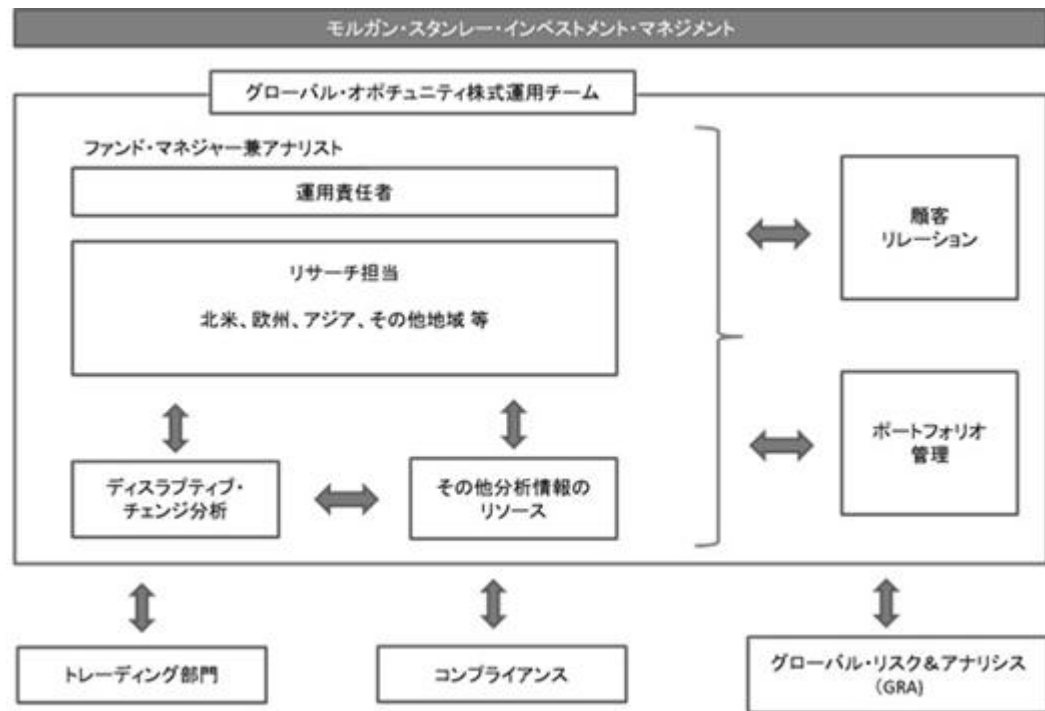 モルガン・スタンレー・インベストメント・マネジメント
グローバル・オポチュニティ株式運用チーム
ファンド・マネジャー兼アナリスト
運用責任者
リサーチ担当
北米、欧州、アジア、その他地域 等
ディスラプティブ・
チェンジ分析
その他分析情報の
リソース
顧客
リレーション
ポートフォリオ
管理
トレーディング部門
コンプライアンス
グローバル・リスク&アナリシス
(GRA)